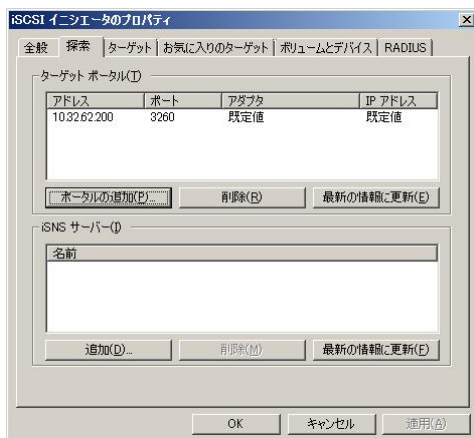 iSCSI イニシエータのプロパティ
全般 探索 ターゲット お気に入りのターゲット ボリュームとデバイス RADIUS
ターゲット ポータル(T)
アドレス ポート アダプタ IP アドレス
10.32.62.200 3260 既定値 既定値
ポータルの追加(P)... 削除(R) 最新の情報に更新(E)
iSNS サーバー(I)
名前
追加(D)... 削除(M) 最新の情報に更新(F)
OK キャンセル 適用(A)